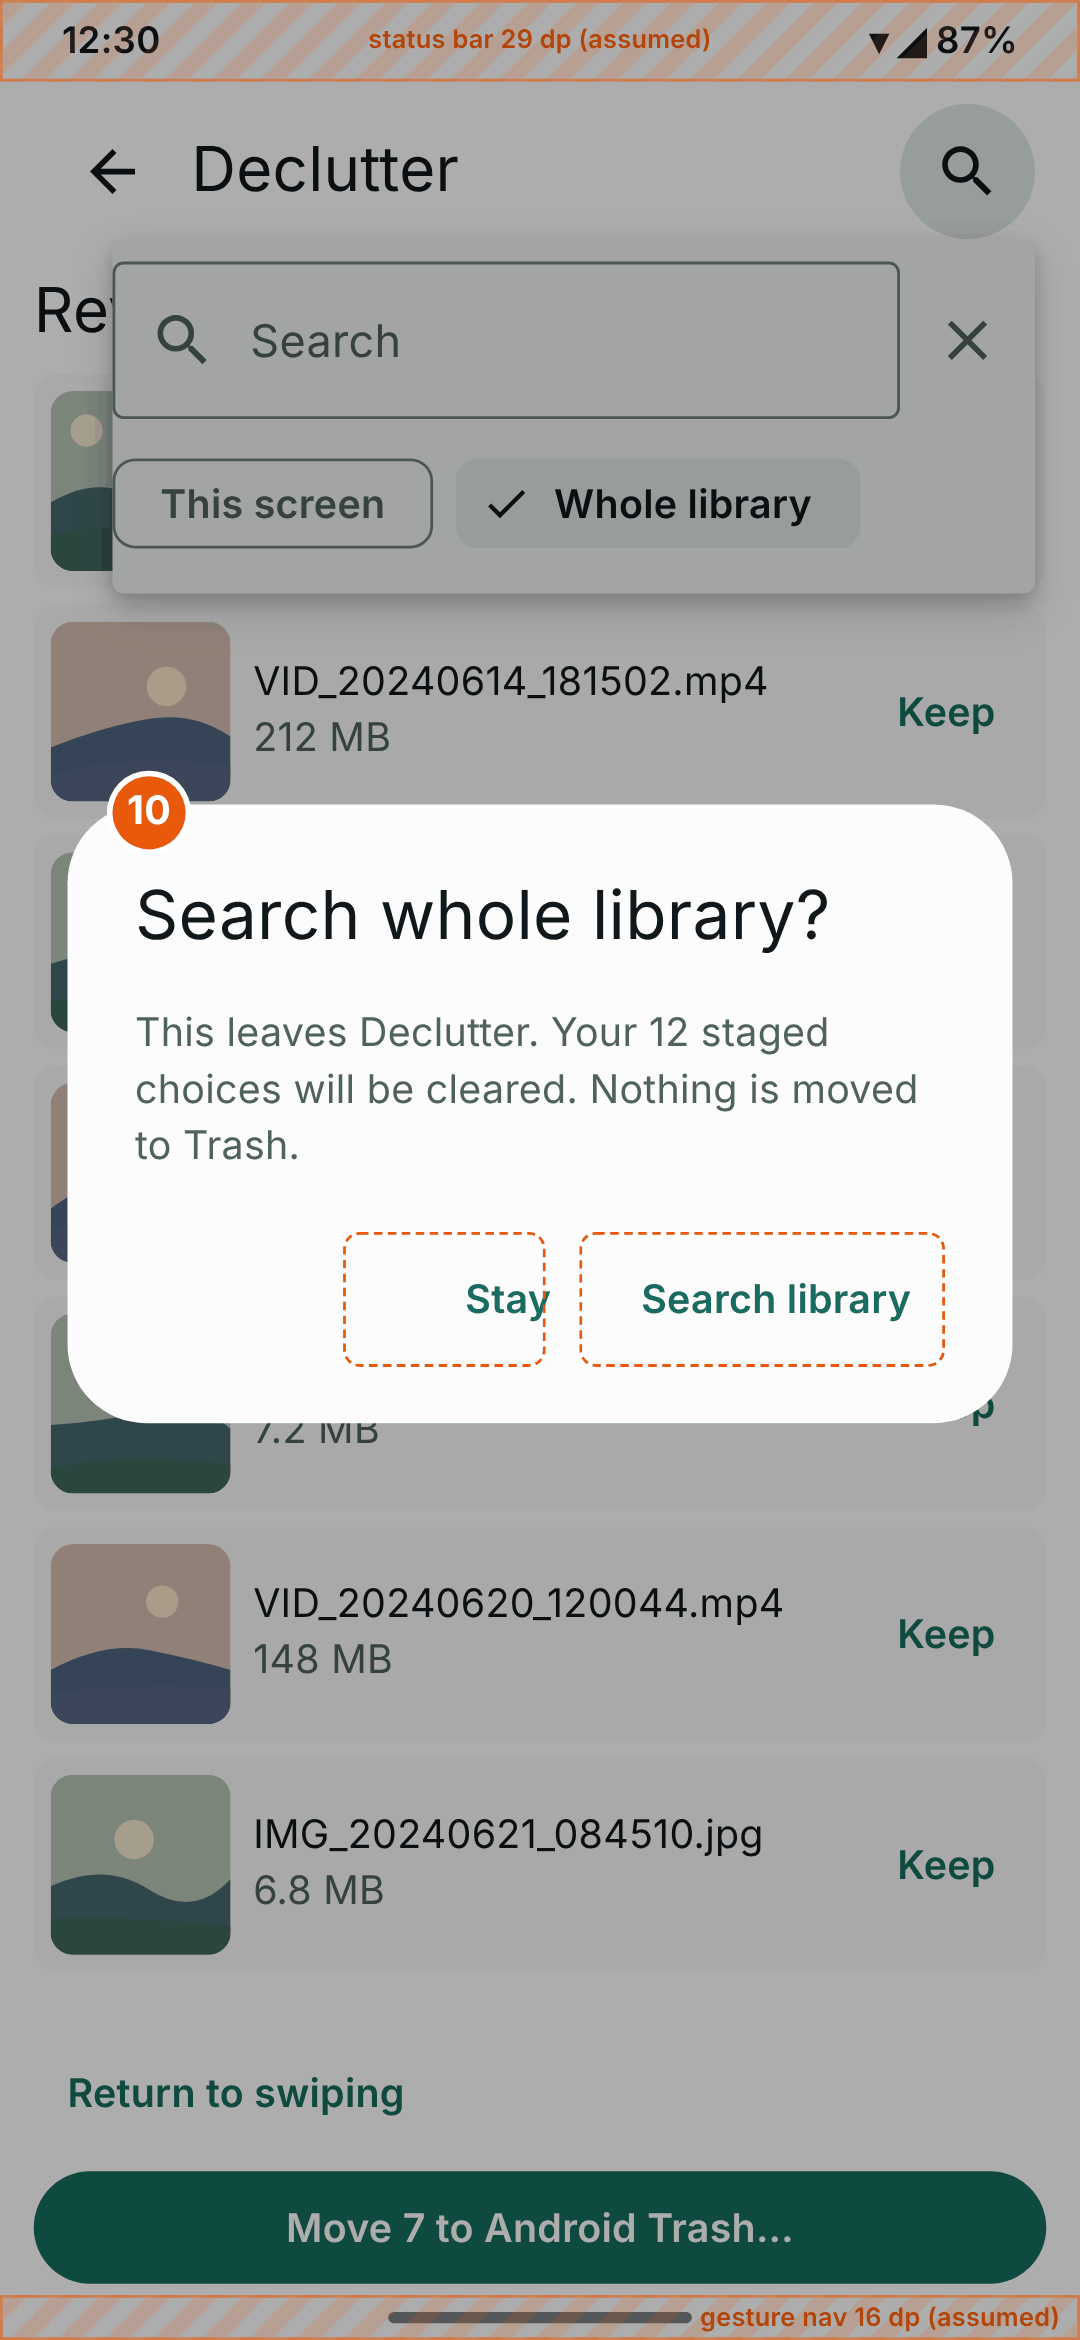 12:30
status bar 29 dp (assumed)
87%
Declutter
Re
Search
This screen
Whole library
VID_20240614_181502.mp4
212 MB
Keep
10
Search whole library?
This leaves Declutter. Your 12 staged
choices will be cleared. Nothing is moved
to Trash.
Stay
Search library
7.2 MB
p
VID_20240620_120044.mp4
148 MB
Keep
IMG_20240621_084510.jpg
6.8 MB
Keep
Return to swiping
Move 7 to Android Trash...
gesture nav 16 dp (assumed)